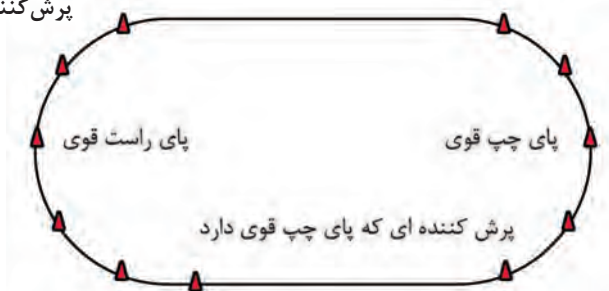 پای راست قوی
پای چپ قوی
پرش کننده ای که پای چپ قوی دارد